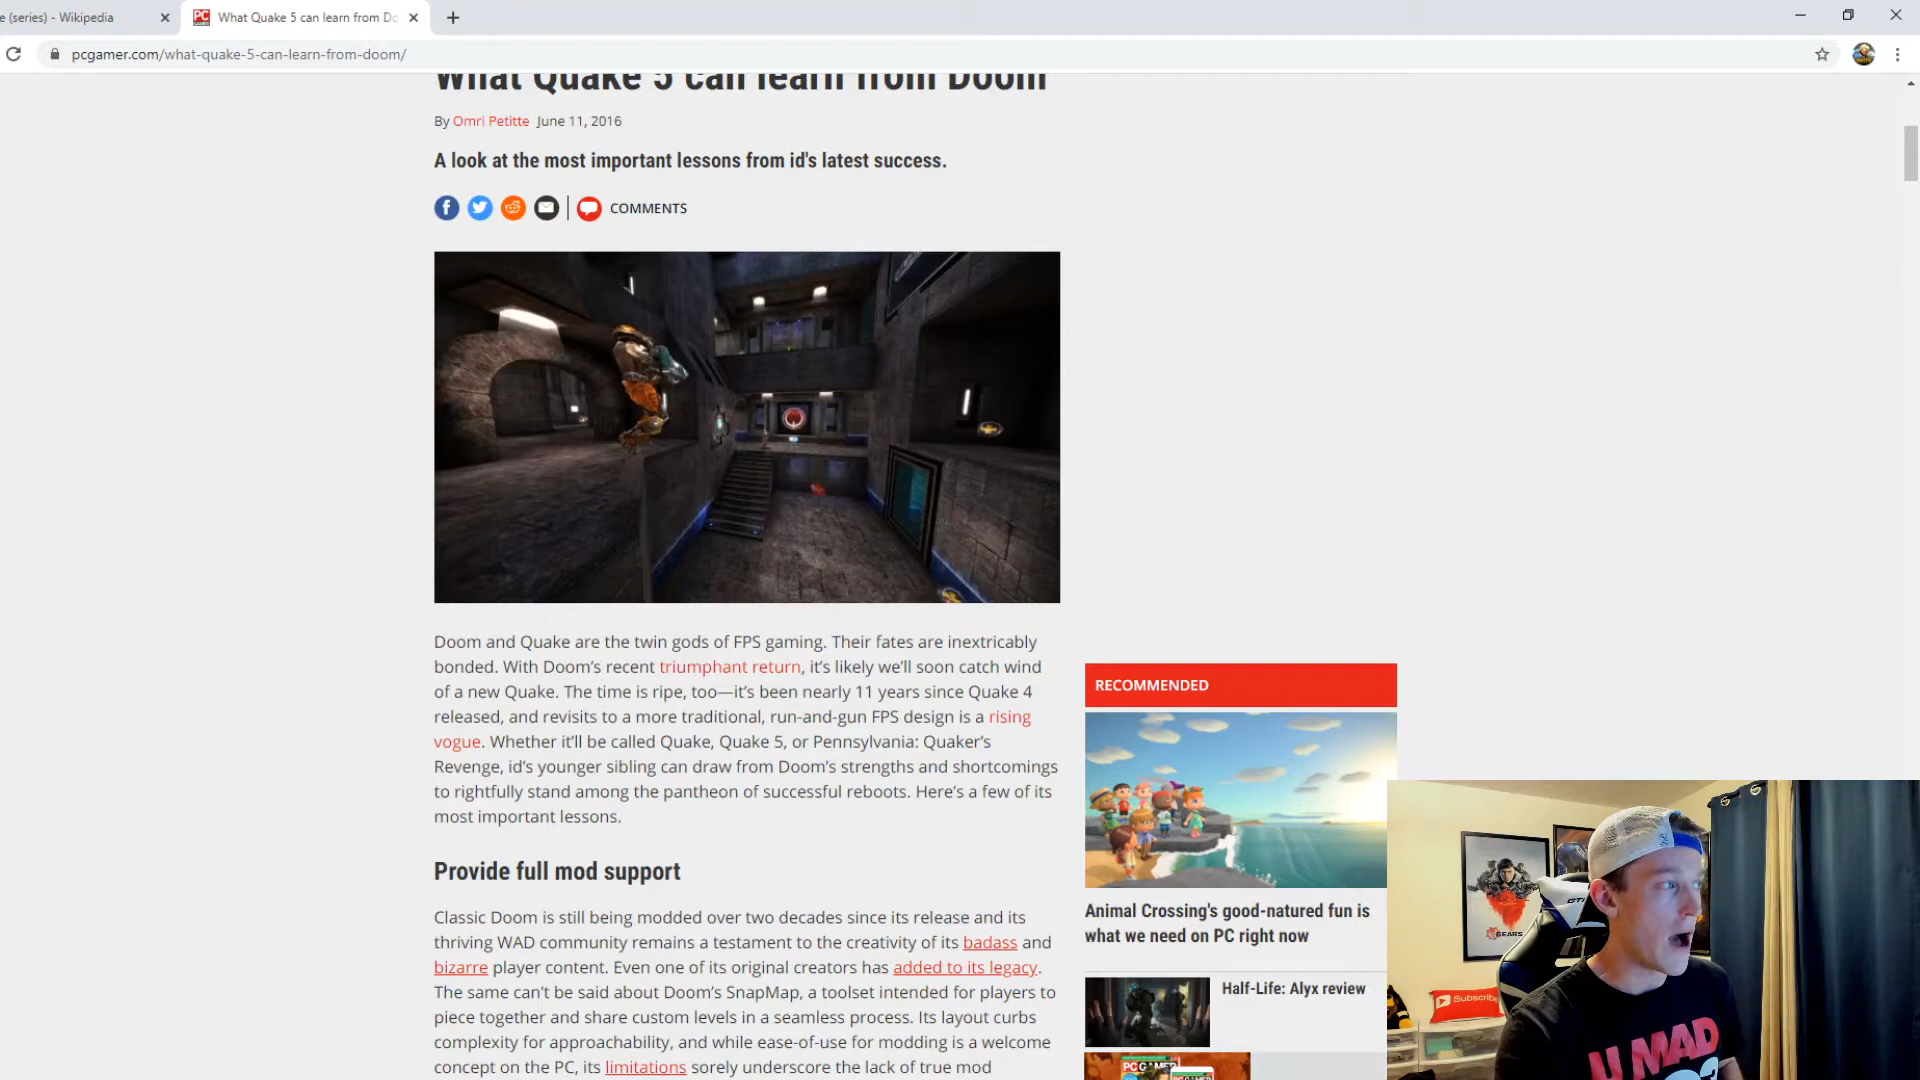 e (series) - Wikipedia
What Quake 5 can learn from Do
pcgamer.com/what-quake-5-can-learn-from-doom/
What Quake 5 can learn from Doom
By Omri Petitte June 11, 2016
A look at the most important lessons from id's latest success.
COMMENTS
Doom and Quake are the twin gods of FPS gaming. Their fates are inextricably
bonded. With Doom’s recent triumphant return, it’s likely we’ll soon catch wind
of a new Quake. The time is ripe, too—it’s been nearly 11 years since Quake 4
released, and revisits to a more traditional, run-and-gun FPS design is a rising
vogue. Whether it’ll be called Quake, Quake 5, or Pennsylvania: Quaker’s
Revenge, id’s younger sibling can draw from Doom’s strengths and shortcomings
to rightfully stand among the pantheon of successful reboots. Here’s a few of its
most important lessons.
Provide full mod support
Classic Doom is still being modded over two decades since its release and its
thriving WAD community remains a testament to the creativity of its badass and
bizarre player content. Even one of its original creators has added to its legacy.
The same can’t be said about Doom’s SnapMap, a toolset intended for players to
piece together and share custom levels in a seamless process. Its layout curbs
complexity for approachability, and while ease-of-use for modding is a welcome
concept on the PC, its limitations sorely underscore the lack of true mod
RECOMMENDED
Animal Crossing's good-natured fun is
what we need on PC right now
Half-Life: Alyx review
PC GAMER
PC GAMER
GEARS
Subscribe
U MAD